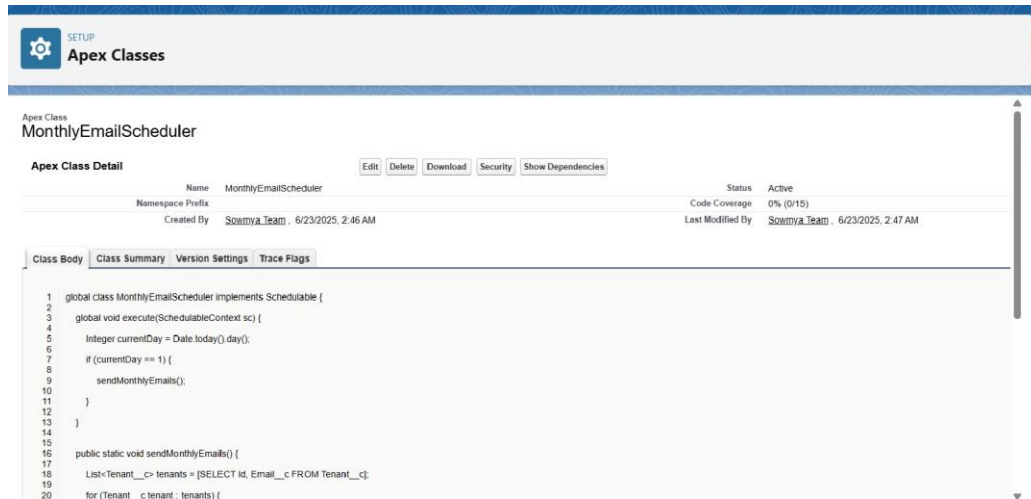 SETUP
Apex Classes
Apex Class
MonthlyEmailScheduler
Apex Class Detail
Edit Delete Download Security Show Dependencies
Name MonthlyEmailScheduler Status Active
Namespace Prefix Code Coverage 0% (0/15)
Created By Sowmya Team , 6/23/2025, 2:46 AM Last Modified By Sowmya Team , 6/23/2025, 2:47 AM
Class Body Class Summary Version Settings Trace Flags
1 global class MonthlyEmailScheduler implements Schedulable {
2
3 global void execute(SchedulableContext sc) {
4
5 Integer currentDay = Date.today().day();
6
7 if (currentDay == 1) {
8
9 sendMonthlyEmails();
10
11 }
12
13 }
14
15
16 public static void sendMonthlyEmails() {
17
18 List<Tenant__c> tenants = [SELECT Id, Email__c FROM Tenant__c];
19
20 for (Tenant__c tenant : tenants) {